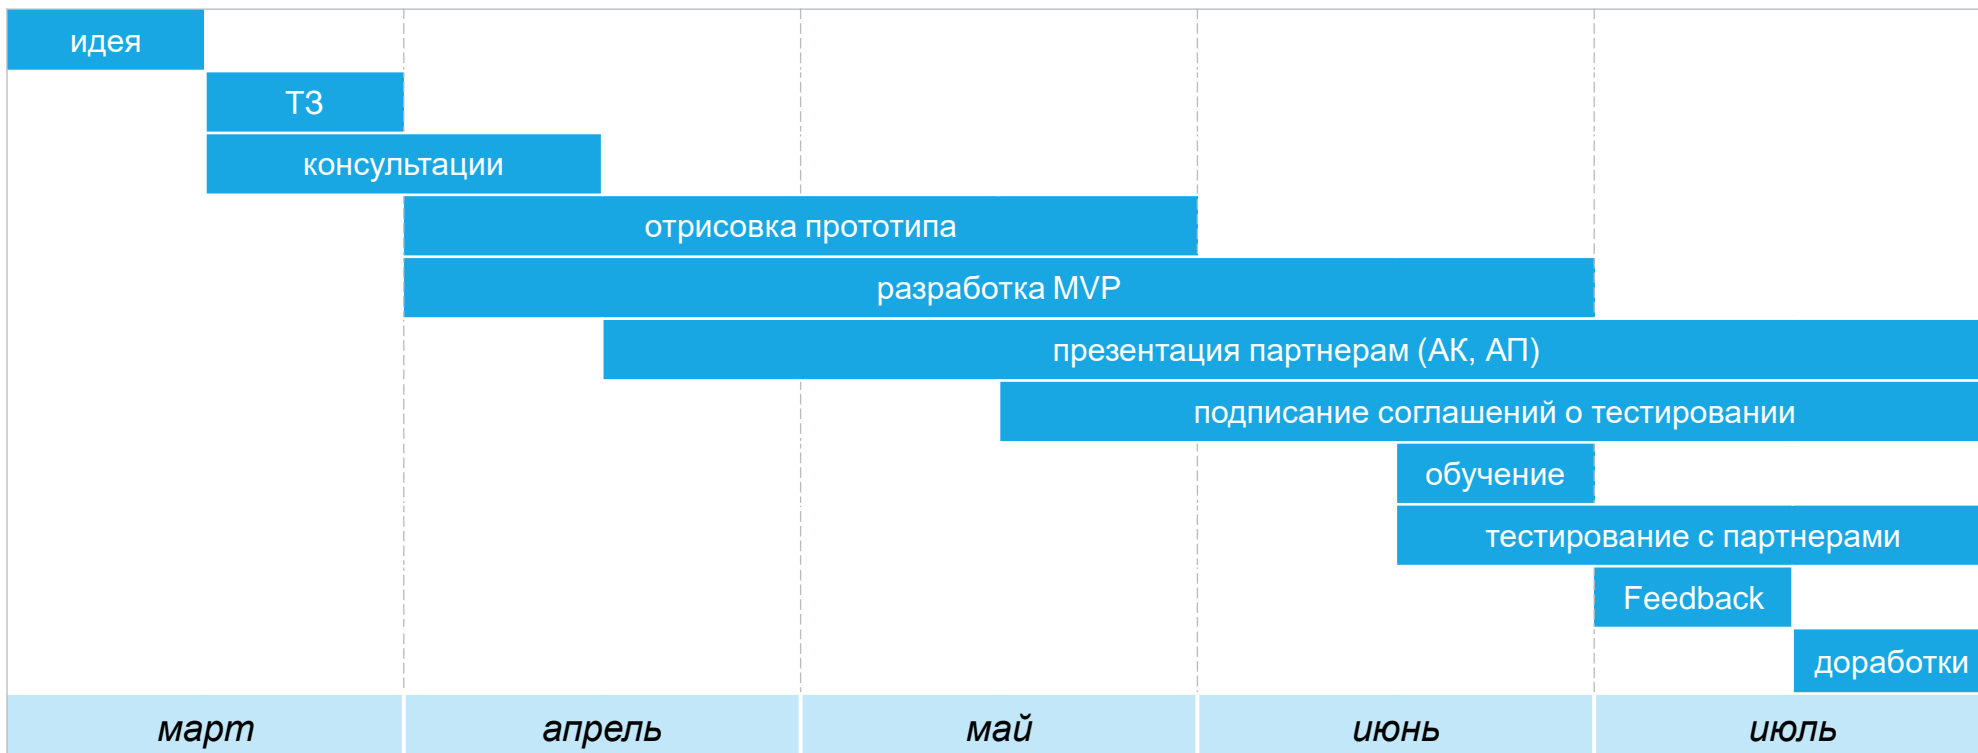 идея
ТЗ
консультации
отрисовка прототипа
разработка MVP
презентация партнерам (АК, АП)
подписание соглашений о тестировании
обучение
тестирование с партнерами
Feedback
доработки
март апрель май июнь июль